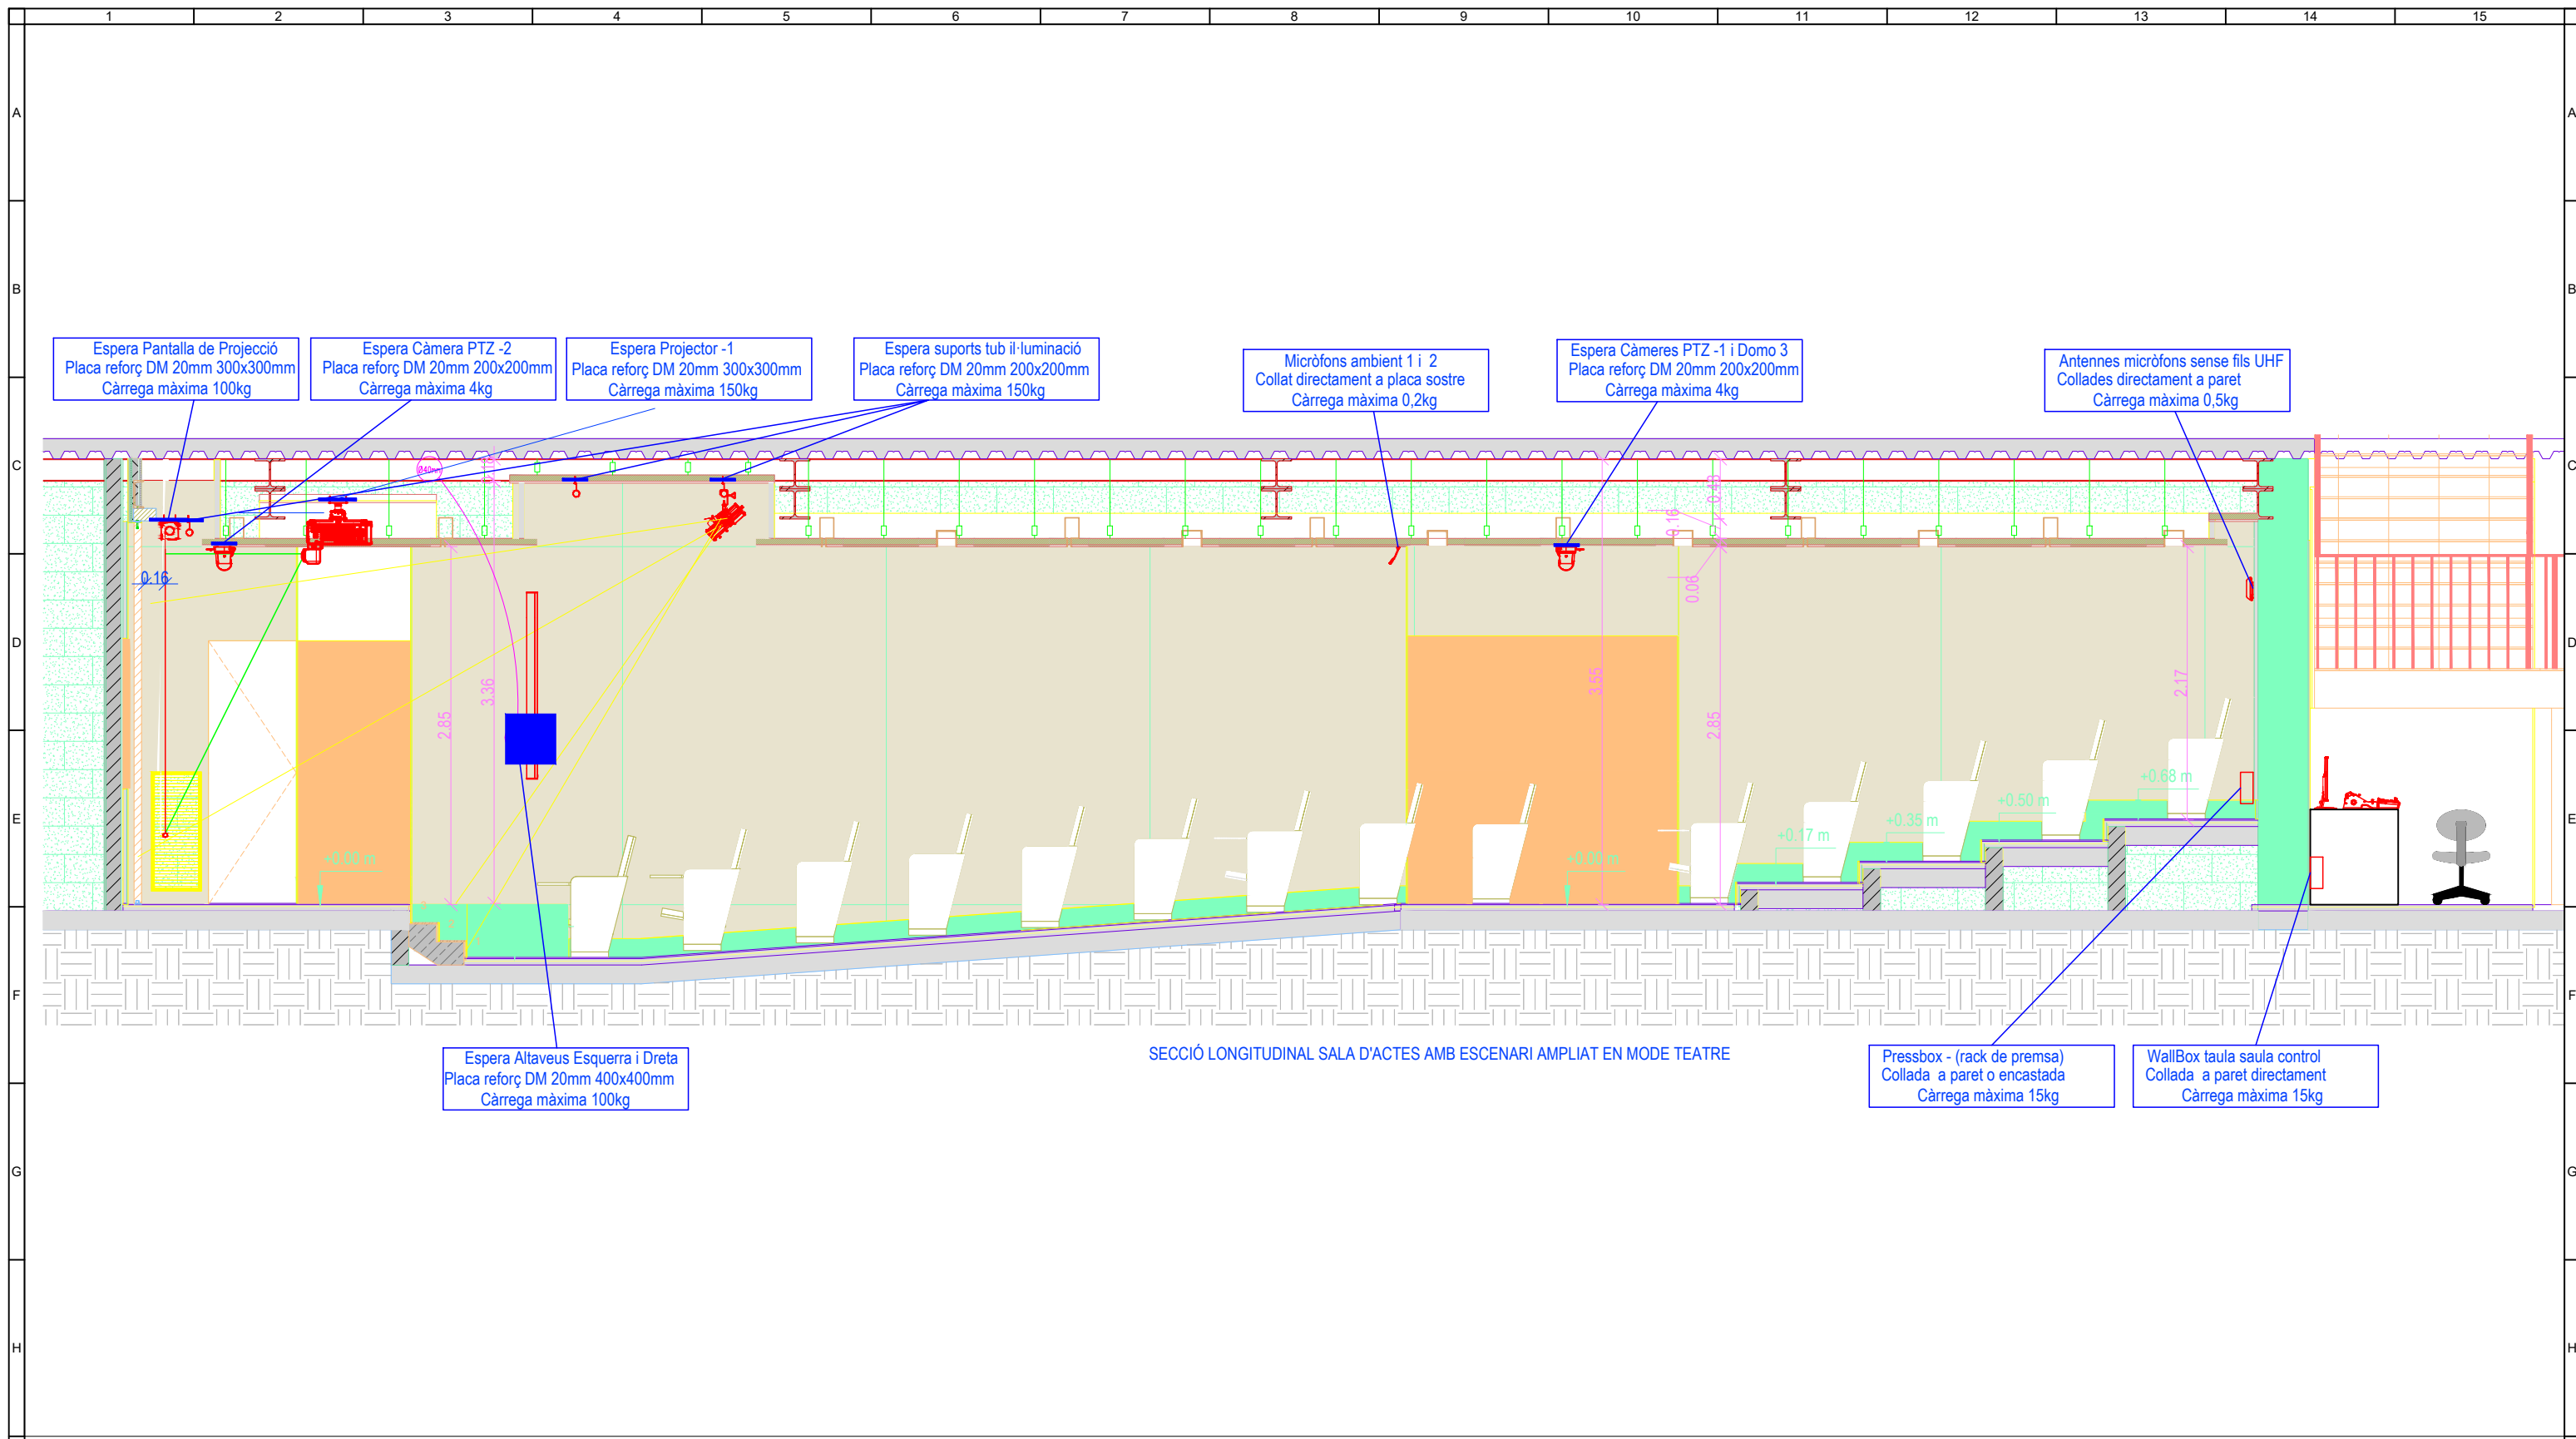 1 2 3 4 5 6 7 8 9 10 11 12 13 14 15
A A
B B
Espera Pantalla de Projecció
Placa reforç DM 20mm 300x300mm
Càrrega màxima 100kg
Espera Càmera PTZ -2
Placa reforç DM 20mm 200x200mm
Càrrega màxima 4kg
Espera Projector -1
Placa reforç DM 20mm 300x300mm
Càrrega màxima 150kg
Espera suports tub il·luminació
Placa reforç DM 20mm 200x200mm
Càrrega màxima 150kg
Micròfons ambient 1 i 2
Collat directament a placa sostre
Càrrega màxima 0,2kg
Espera Càmeres PTZ -1 i Domo 3
Placa reforç DM 20mm 200x200mm
Càrrega màxima 4kg
Antennes micròfons sense fils UHF
Collades directament a paret
Càrrega màxima 0,5kg
C C
0.16
0.16
0.06
D D
2.85
3.36
3.55
2.85
2.17
+0.68 m
+0.50 m
+0.35 m
+0.17 m
E E
+0.00 m
+0.00 m
F F
SECCIÓ LONGITUDINAL SALA D'ACTES AMB ESCENARI AMPLIAT EN MODE TEATRE
Espera Altaveus Esquerra i Dreta
Placa reforç DM 20mm 400x400mm
Càrrega màxima 100kg
Pressbox - (rack de premsa)
Collada a paret o encastada
Càrrega màxima 15kg
WallBox taula saula control
Collada a paret directament
Càrrega màxima 15kg
G G
H H